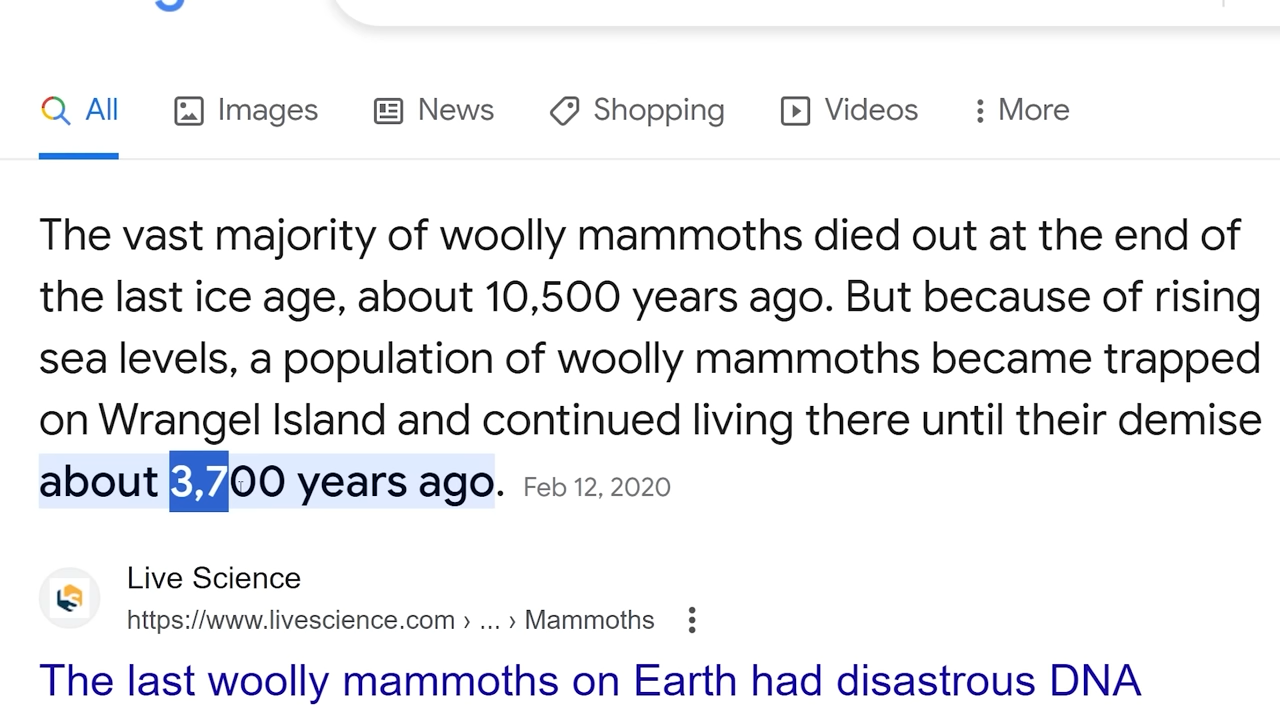 All Images News Shopping Videos More
The vast majority of woolly mammoths died out at the end of
the last ice age, about 10,500 years ago. But because of rising
sea levels, a population of woolly mammoths became trapped
on Wrangel Island and continued living there until their demise
about 3,700 years ago. Feb 12, 2020
Live Science
https://www.livescience.com › ... › Mammoths
The last woolly mammoths on Earth had disastrous DNA